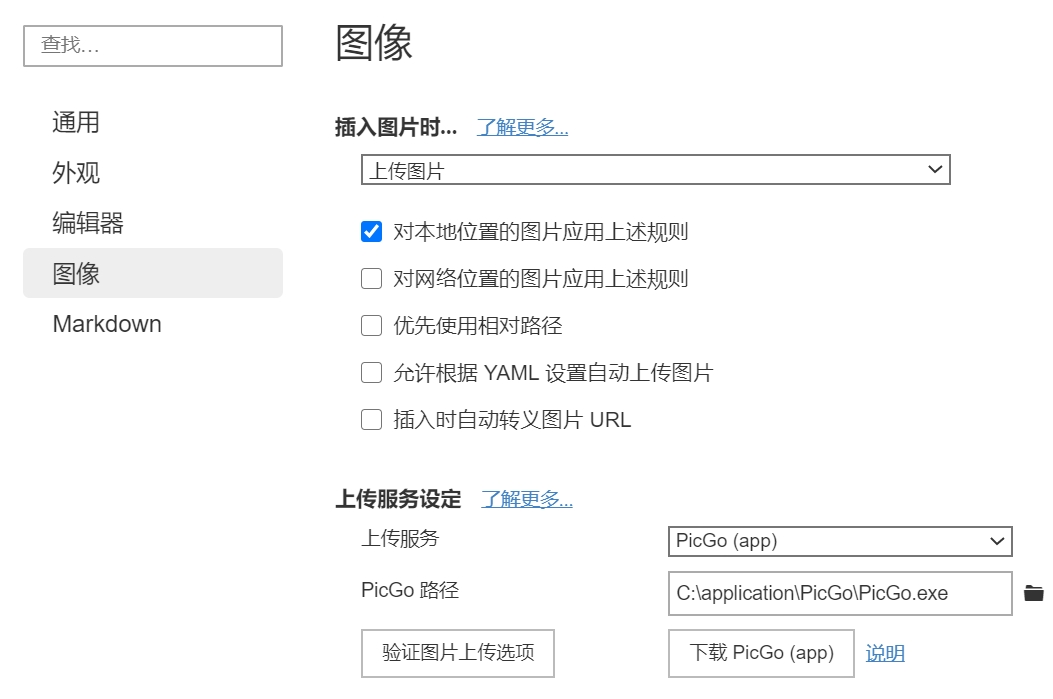 查找...
通用
外观
编辑器
图像
Markdown
图像
插入图片时... 了解更多...
上传图片
对本地位置的图片应用上述规则
对网络位置的图片应用上述规则
优先使用相对路径
允许根据 YAML 设置自动上传图片
插入时自动转义图片 URL
上传服务设定 了解更多...
上传服务 PicGo (app)
PicGo 路径 C:\application\PicGo\PicGo.exe
验证图片上传选项 下载 PicGo (app) 说明